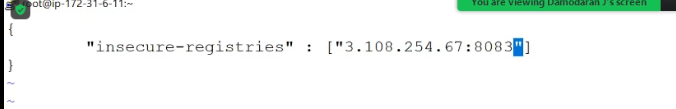 root@ip-172-31-6-11:~
You are viewing Damodaran J's screen
{
"insecure-registries" : ["3.108.254.67:8083"]
}
~
~